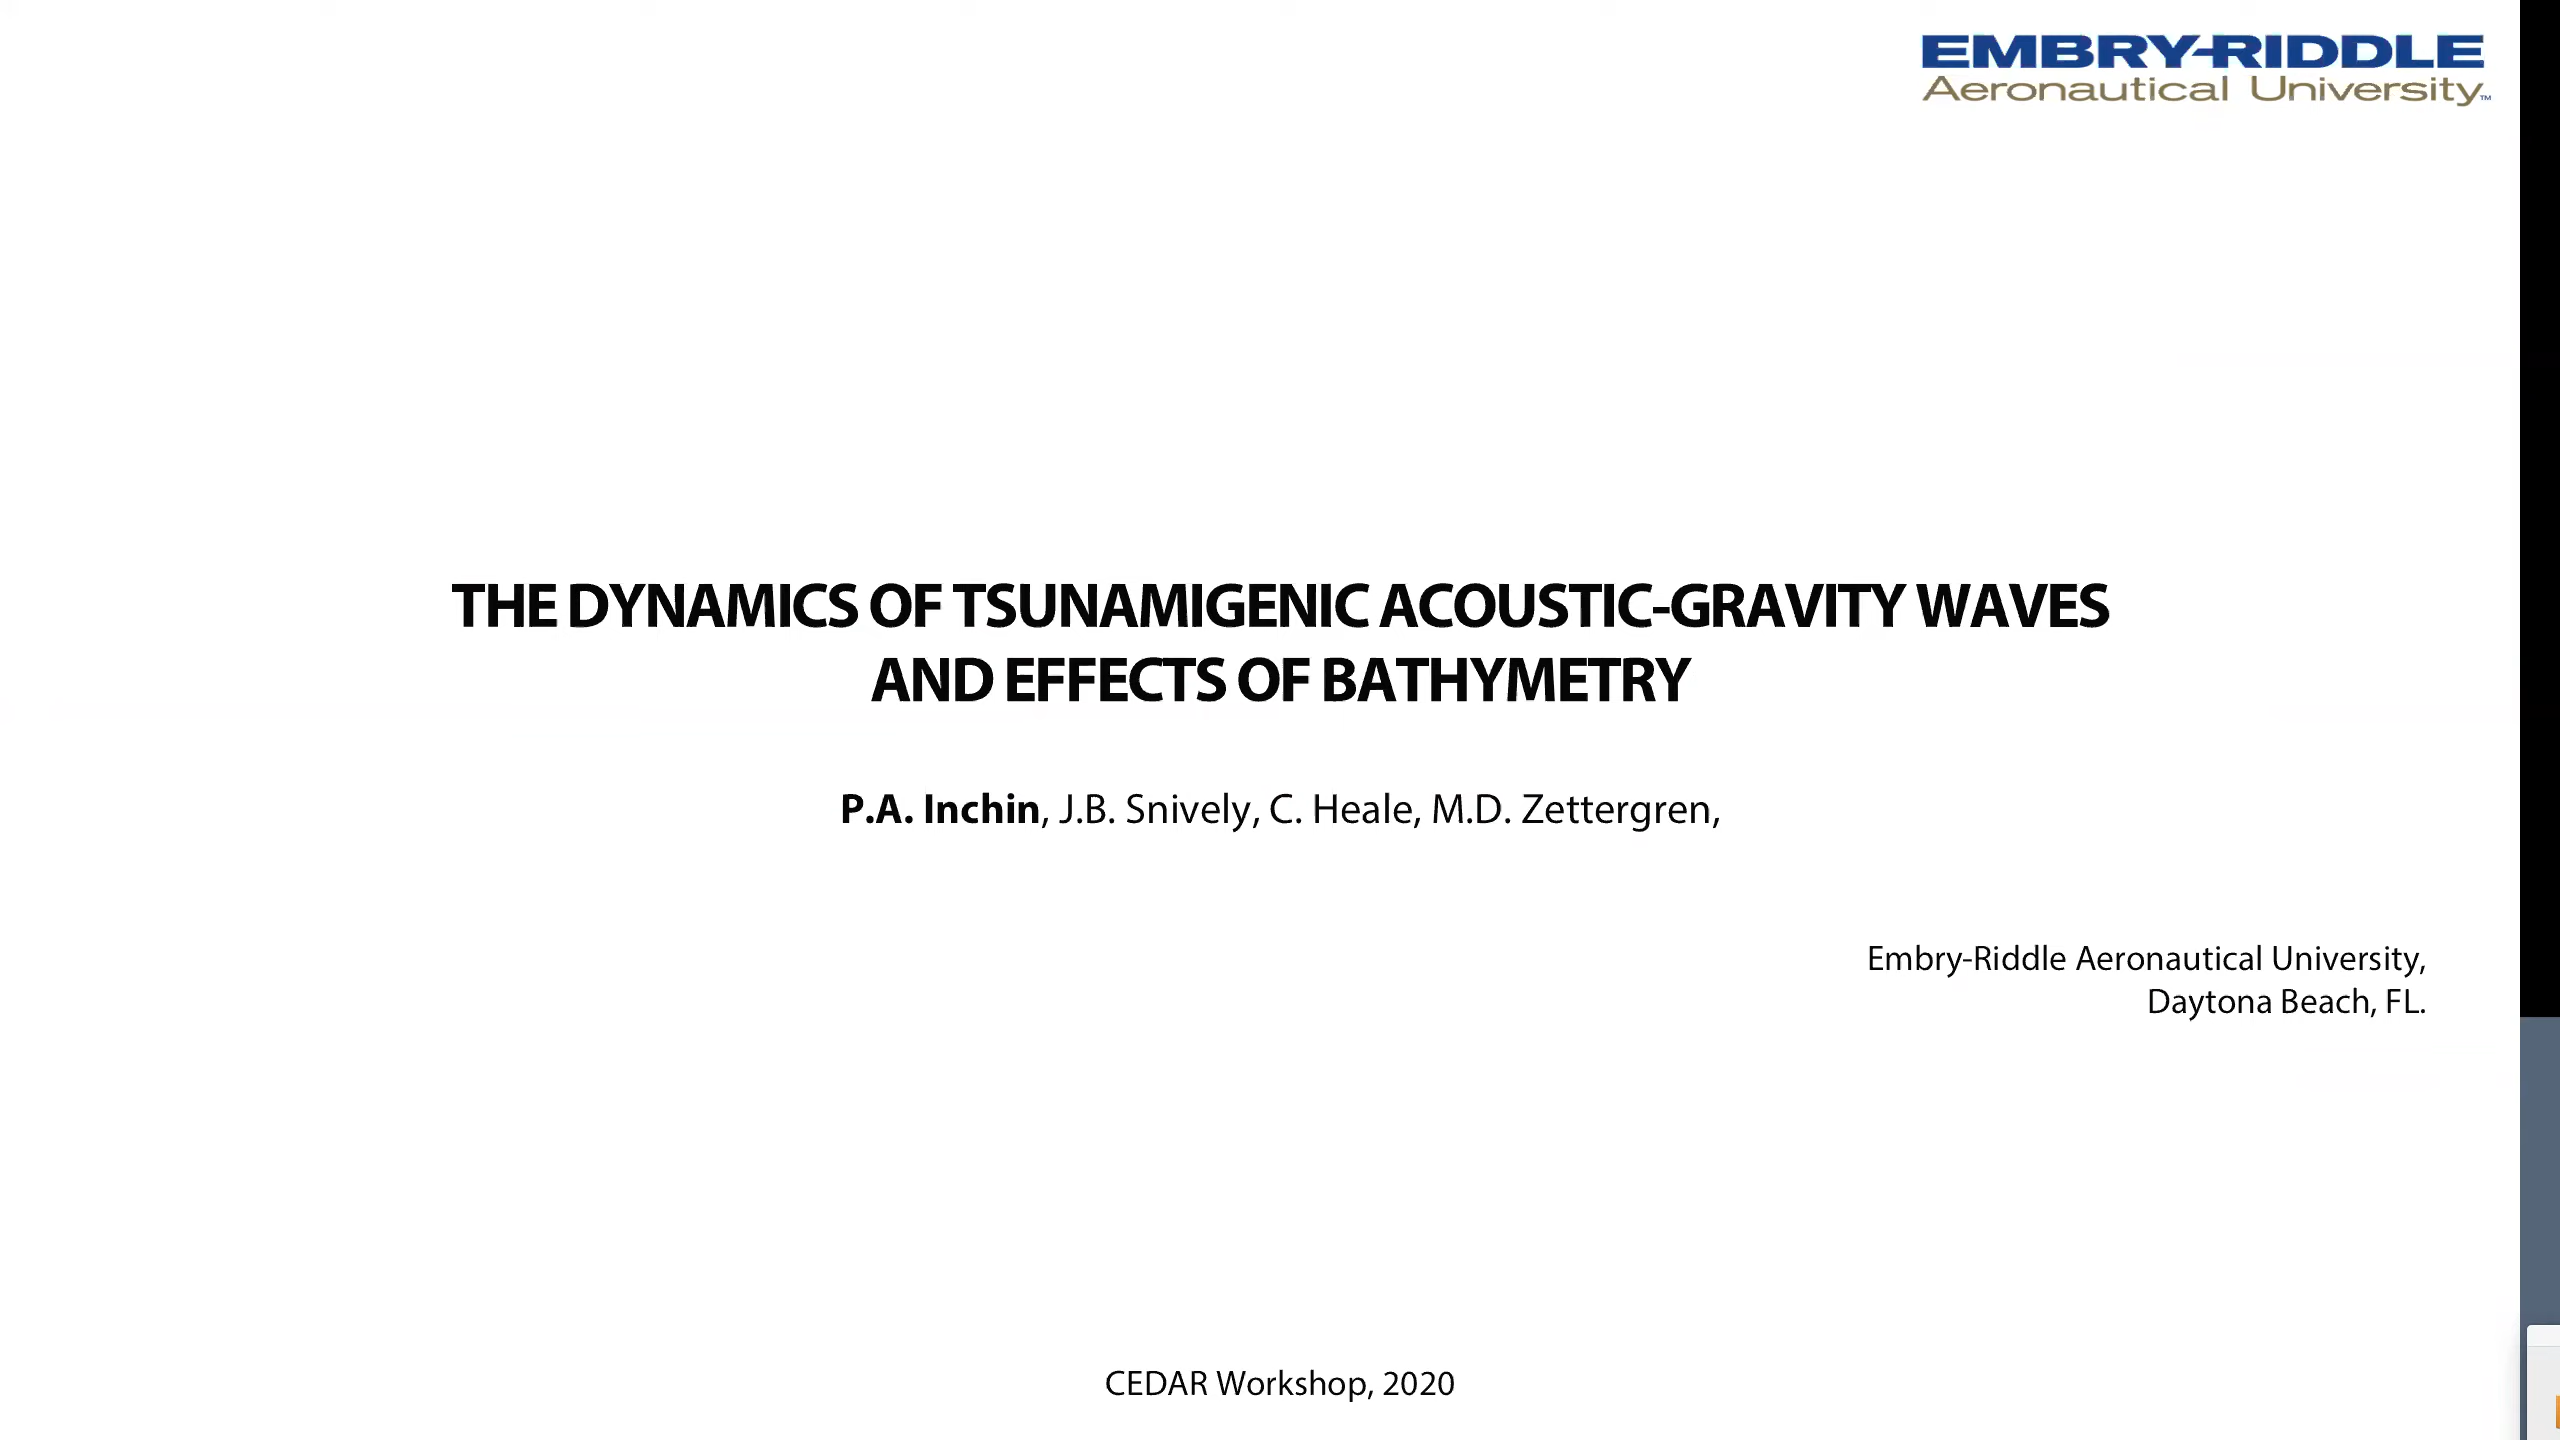 EMBRY-RIDDLE
Aeronautical University™
THE DYNAMICS OF TSUNAMIGENIC ACOUSTIC-GRAVITY WAVES
AND EFFECTS OF BATHYMETRY
P.A. Inchin, J.B. Snively, C. Heale, M.D. Zettergren,
Embry-Riddle Aeronautical University,
Daytona Beach, FL.
CEDAR Workshop, 2020